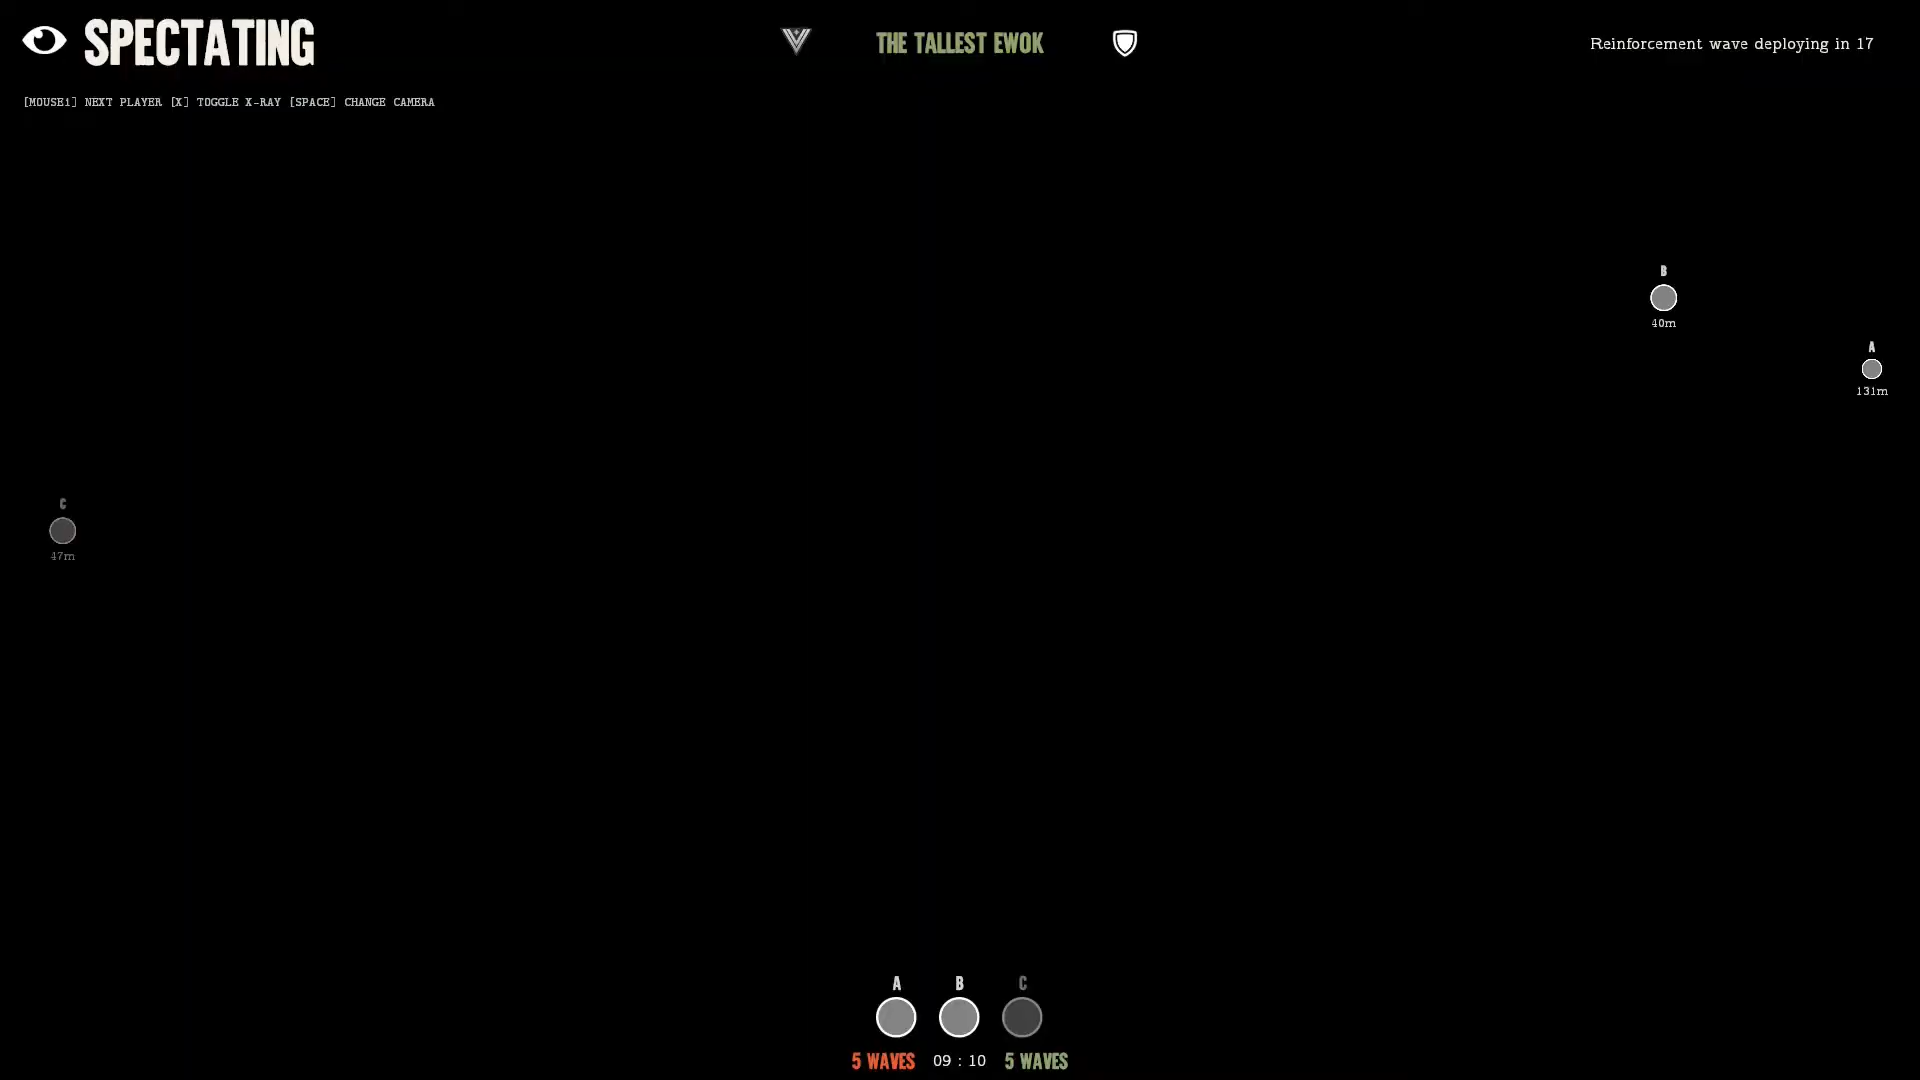 SPECTATING
THE TALLEST EWOK
Reinforcement wave deploying in 17
[MOUSE1] NEXT PLAYER [X] TOGGLE X-RAY [SPACE] CHANGE CAMERA
B
40m
A
131m
C
47m
A B C
5 WAVES 09 : 10 5 WAVES